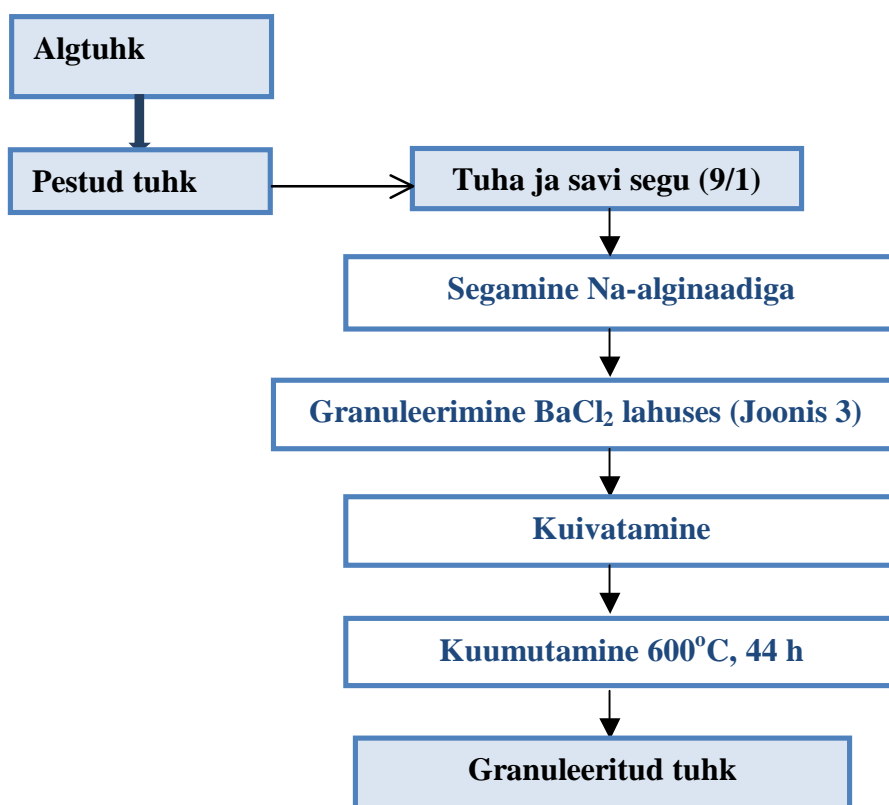 Algtuhk
Pestud tuhk
Tuha ja savi segu (9/1)
Segamine Na-alginaadiga
Granuleerimine BaCl₂ lahuses (Joonis 3)
Kuivatamine
Kuumutamine 600°C, 44 h
Granuleeritud tuhk